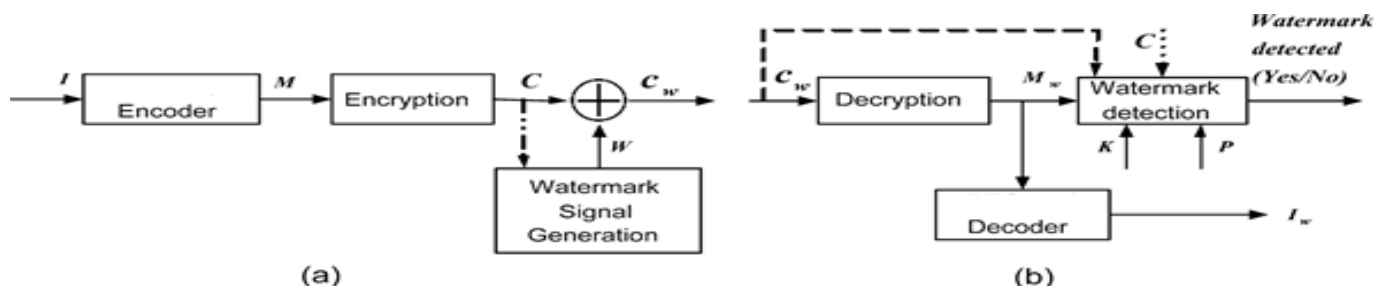 I
Encoder
M
Encryption
C
c_w
W
Watermark
Signal
Generation
(a)
c_w
Decryption
M_w
C
Watermark
detection
K
P
Watermark
detected
(Yes/No)
Decoder
I_w
(b)